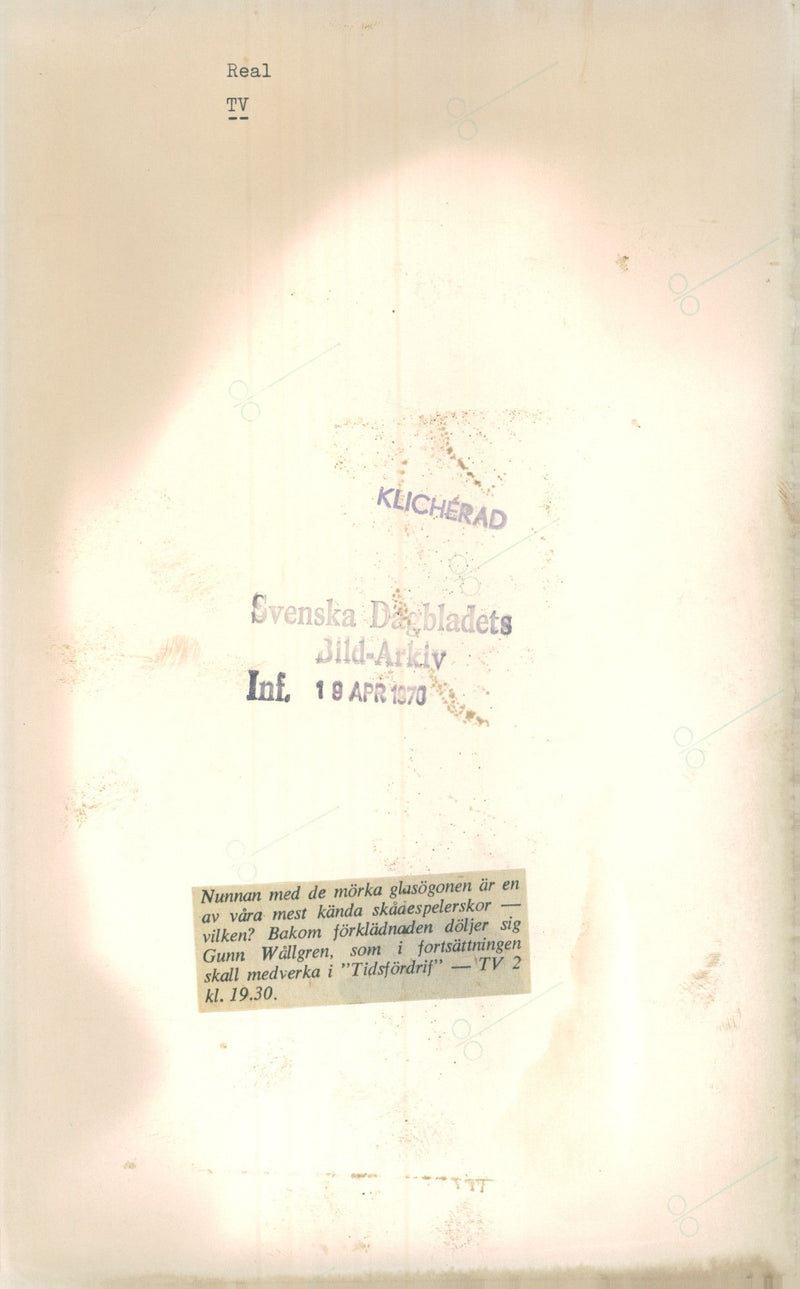 Real
TV
KLICHÉRAD
Svenska Dagbladets
Bild-Arkiv
Inf. 19 APR 1970
Nunnan med de mörka glasögonen är en
av våra mest kända skådespelerskor —
vilken? Bakom förklädnaden döljer sig
Gunn Wållgren, som i fortsättningen
skall medverka i ”Tidsfördrif” — TV 2
kl. 19.30.